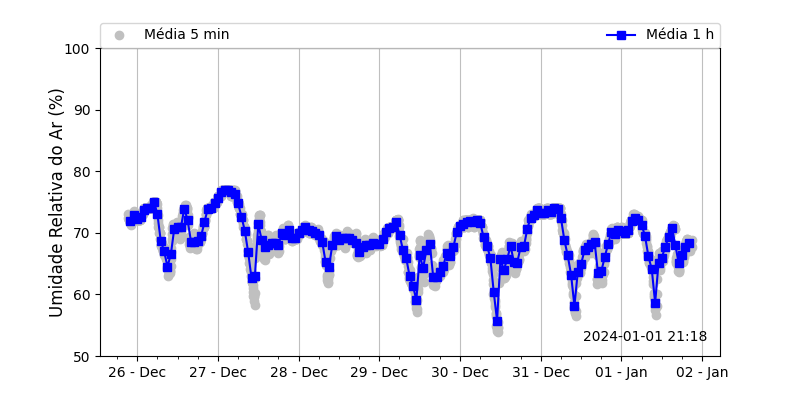 Média 5 min
Média 1 h
100
90
80
70
60
50
Umidade Relativa do Ar (%)
2024-01-01 21:18
26 - Dec
27 - Dec
28 - Dec
29 - Dec
30 - Dec
31 - Dec
01 - Jan
02 - Jan